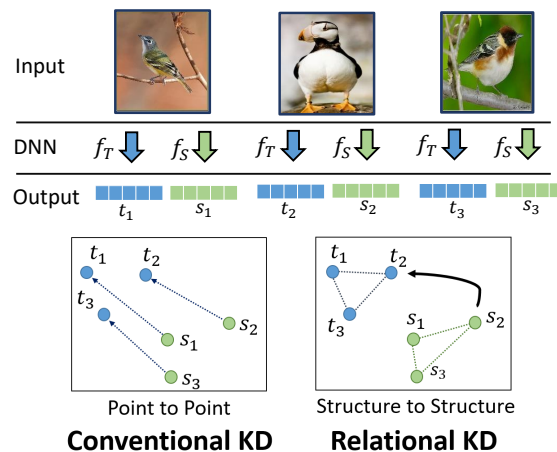 Input
DNN f_T f_S f_T f_S f_T f_S
Output
t_1 s_1 t_2 s_2 t_3 s_3
t_1 t_2
t_3
s_2
s_1
s_3
t_1 t_2
t_3
s_1 s_2
s_3
Point to Point Structure to Structure
Conventional KD Relational KD